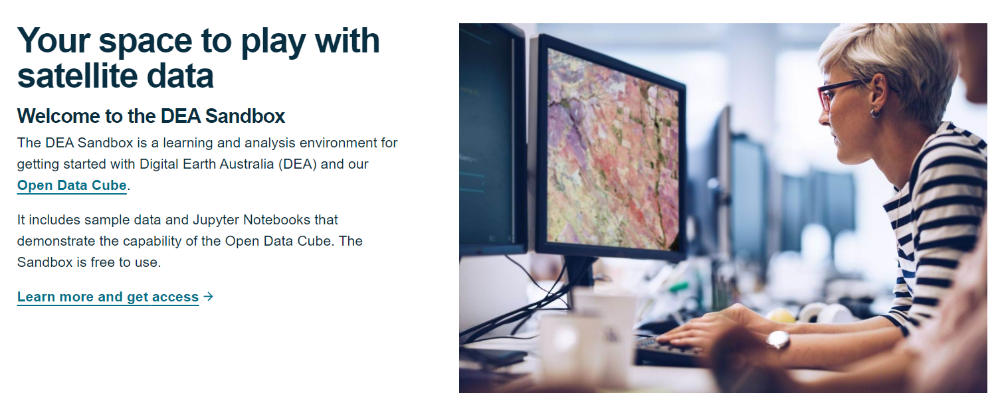 Your space to play with
satellite data
Welcome to the DEA Sandbox
The DEA Sandbox is a learning and analysis environment for
getting started with Digital Earth Australia (DEA) and our
Open Data Cube.
It includes sample data and Jupyter Notebooks that
demonstrate the capability of the Open Data Cube. The
Sandbox is free to use.
Learn more and get access →